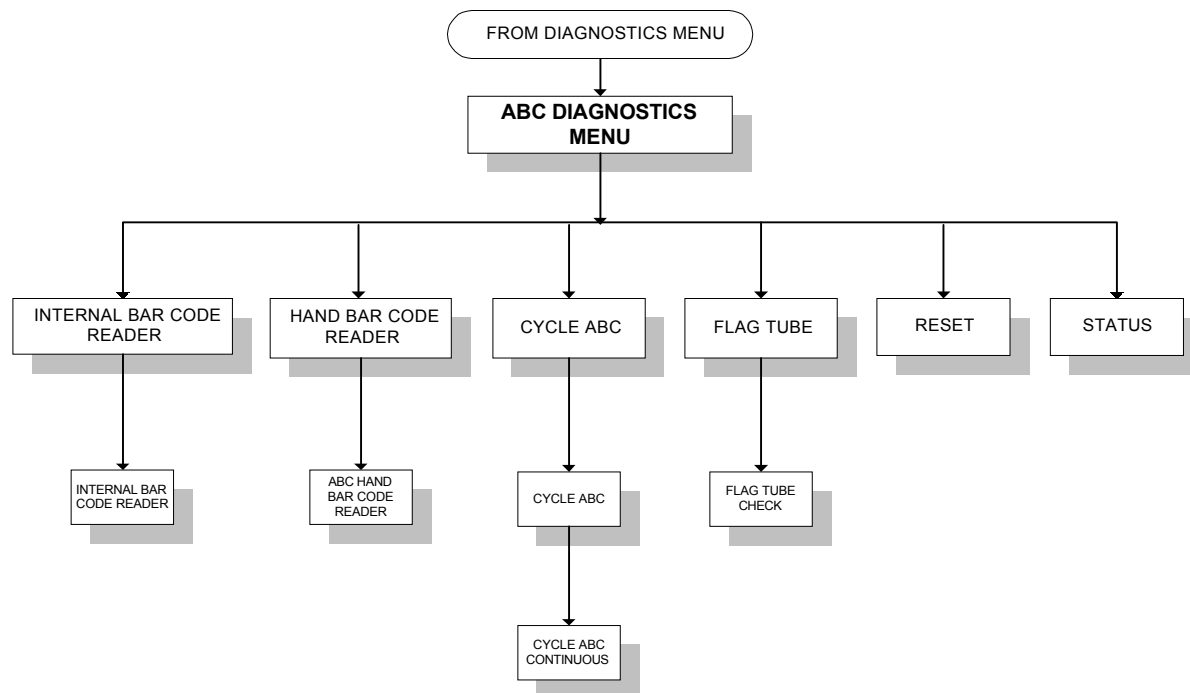 FROM DIAGNOSTICS MENU
ABC DIAGNOSTICS
MENU
INTERNAL BAR CODE
READER
HAND BAR CODE
READER
CYCLE ABC
FLAG TUBE
RESET
STATUS
INTERNAL BAR
CODE READER
ABC HAND
BAR CODE
READER
CYCLE ABC
FLAG TUBE
CHECK
CYCLE ABC
CONTINUOUS